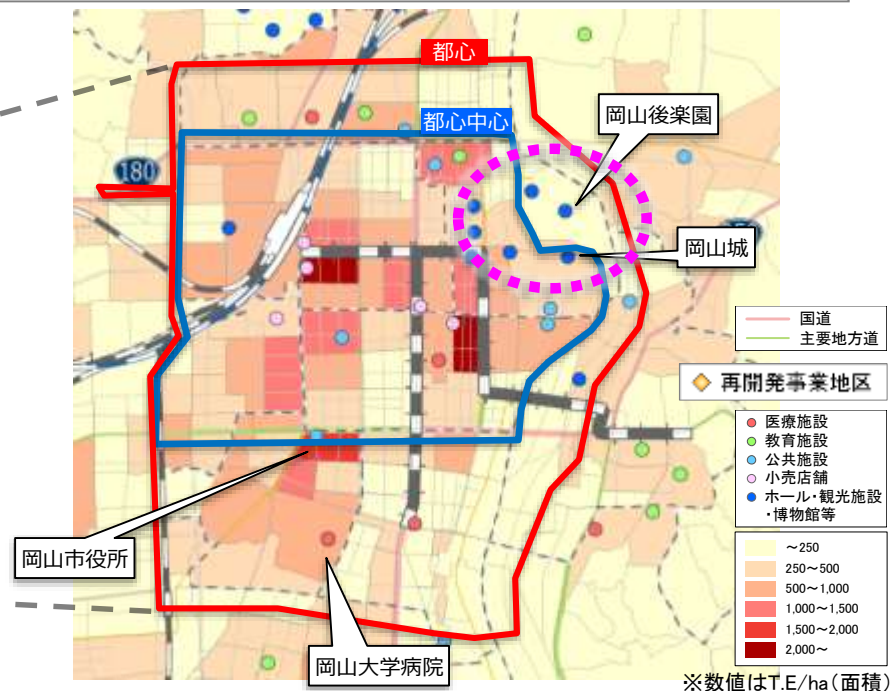 都心
都心中心
岡山後楽園
180
岡山城
国道
主要地方道
再開発事業地区
医療施設
教育施設
公共施設
小売店舗
ホール・観光施設
・博物館等
岡山市役所
～250
250～500
500～1,000
1,000～1,500
1,500～2,000
2,000～
岡山大学病院
※数値はT.E/ha(面積)